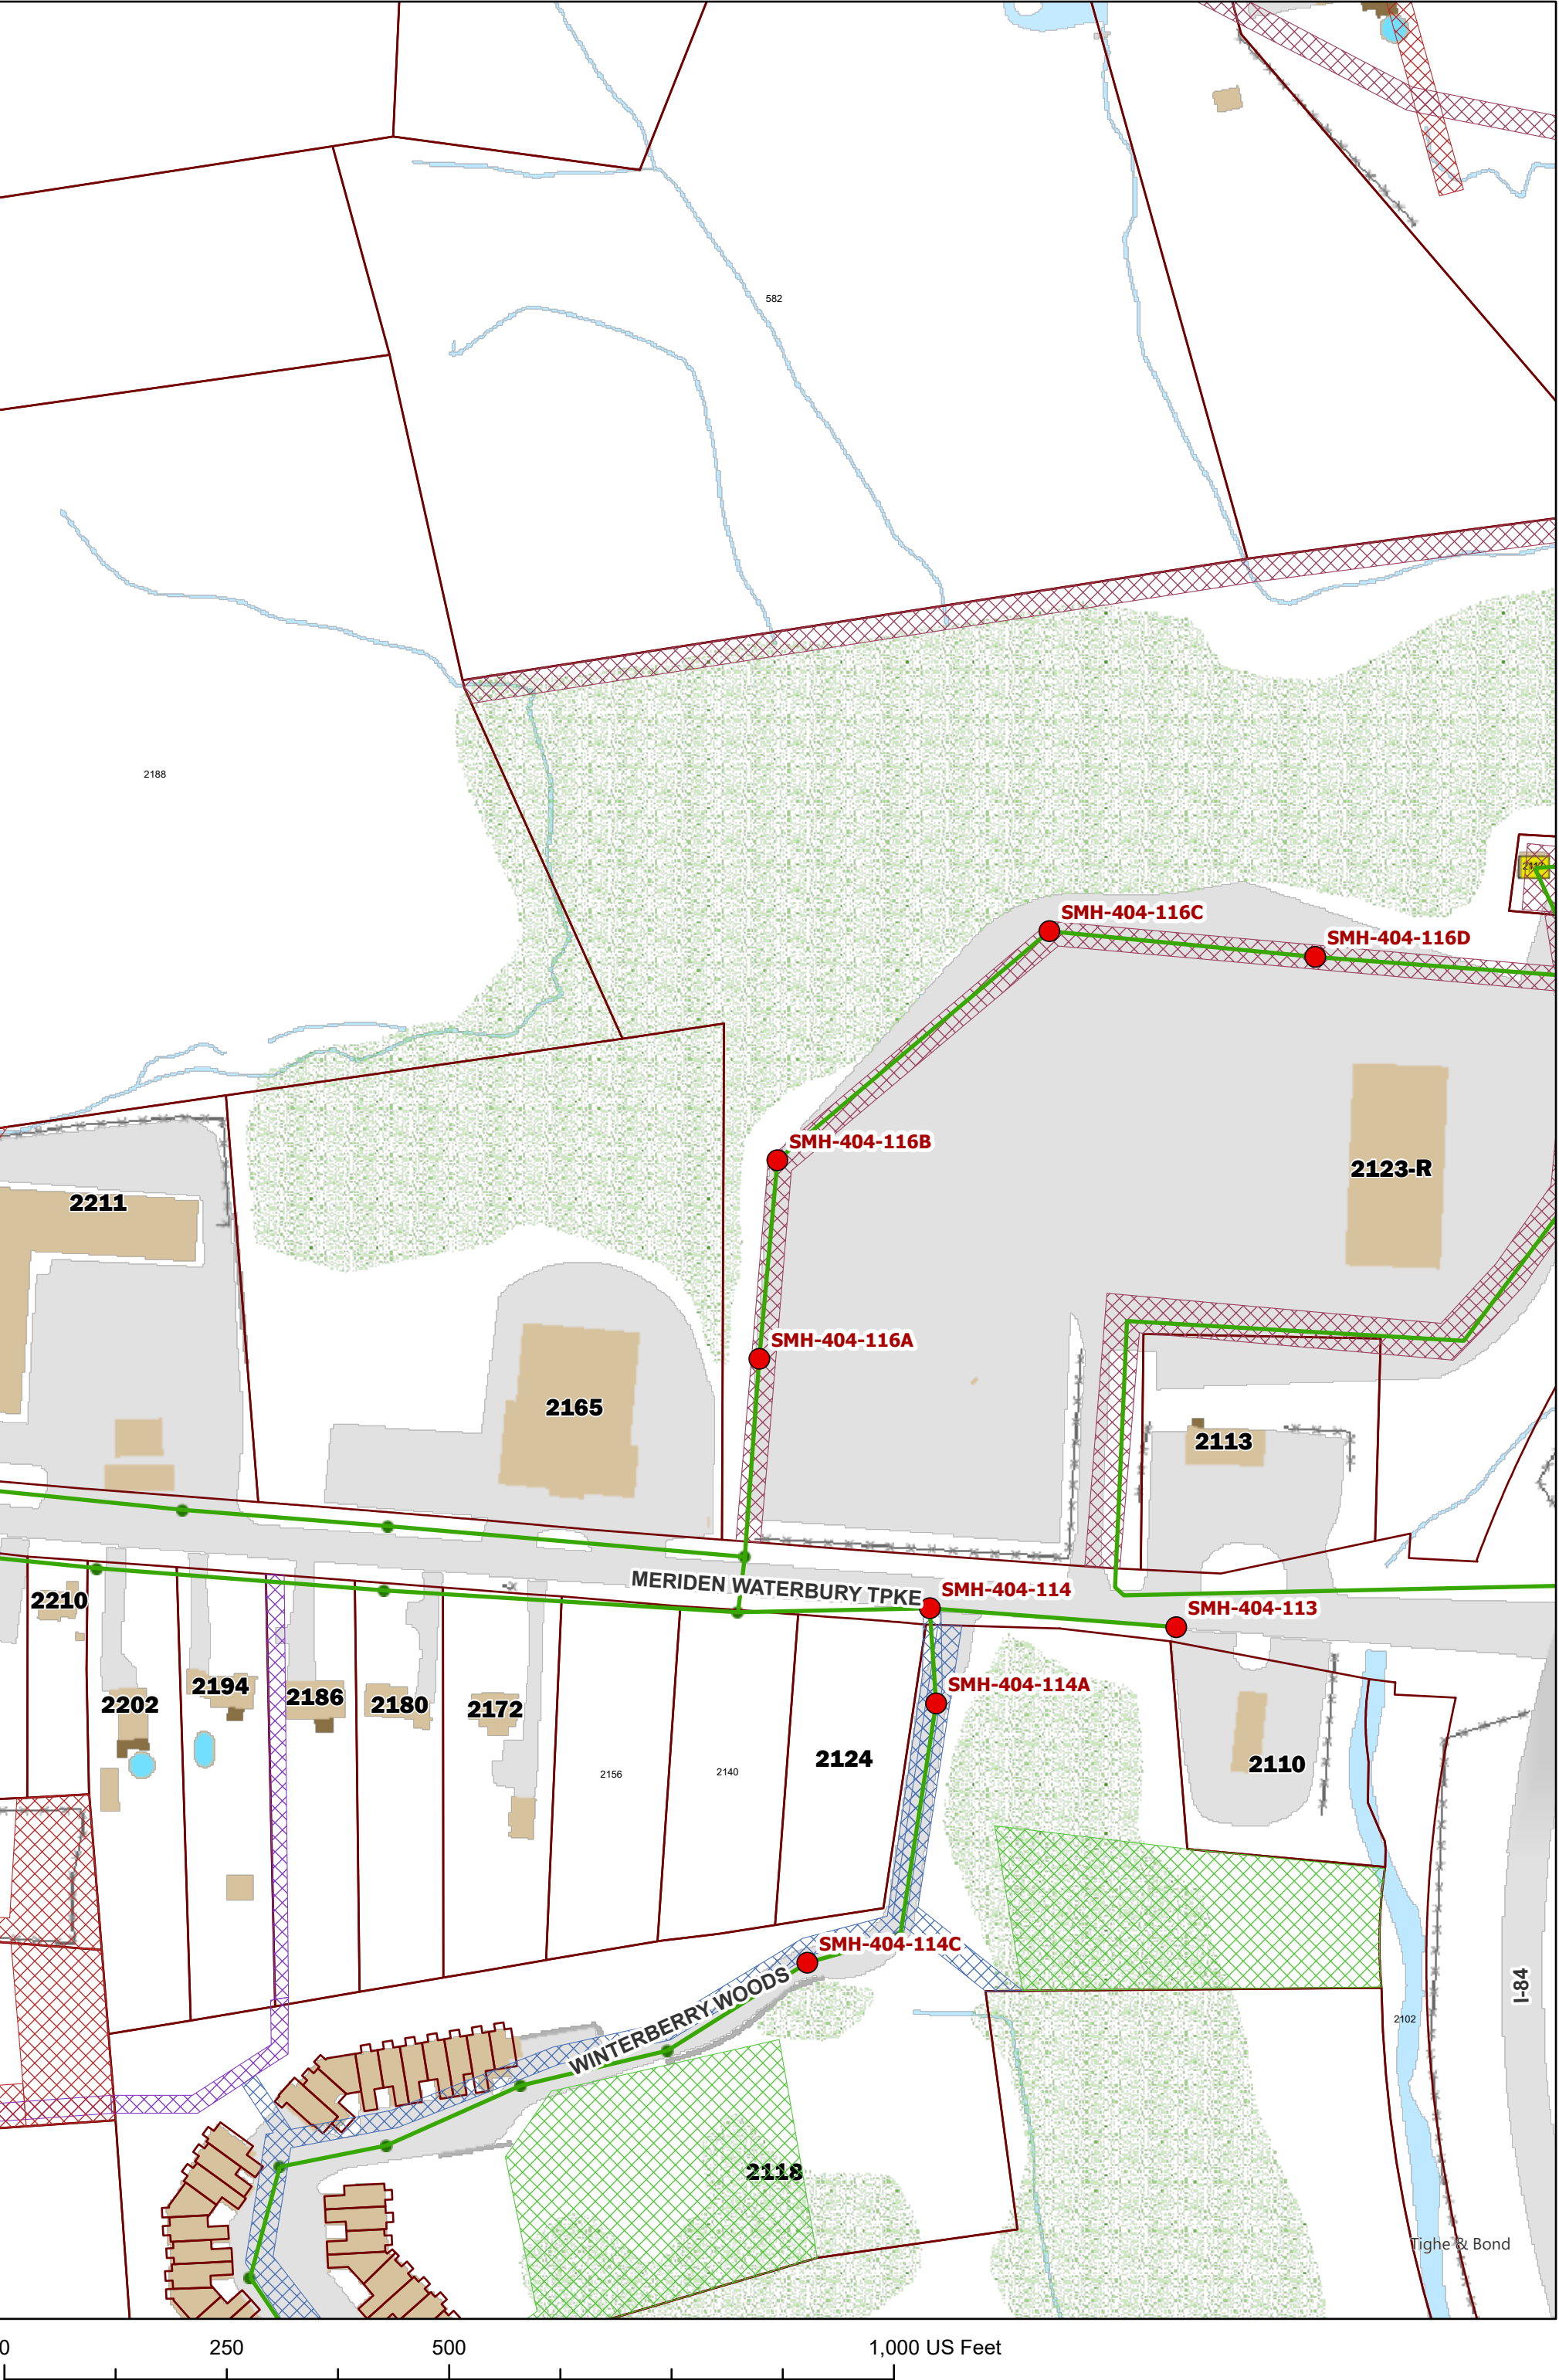 582
2188
2117
SMH-404-116C
SMH-404-116D
SMH-404-116B
2123-R
2211
SMH-404-116A
2165
2113
MERIDEN WATERBURY TPKE
SMH-404-114
SMH-404-113
2210
SMH-404-114A
2202
2194
2186
2180
2172
2156
2140
2124
2110
SMH-404-114C
WINTERBERRY WOODS
I-84
2102
2118
Tighe & Bond
0 250 500 1,000 US Feet